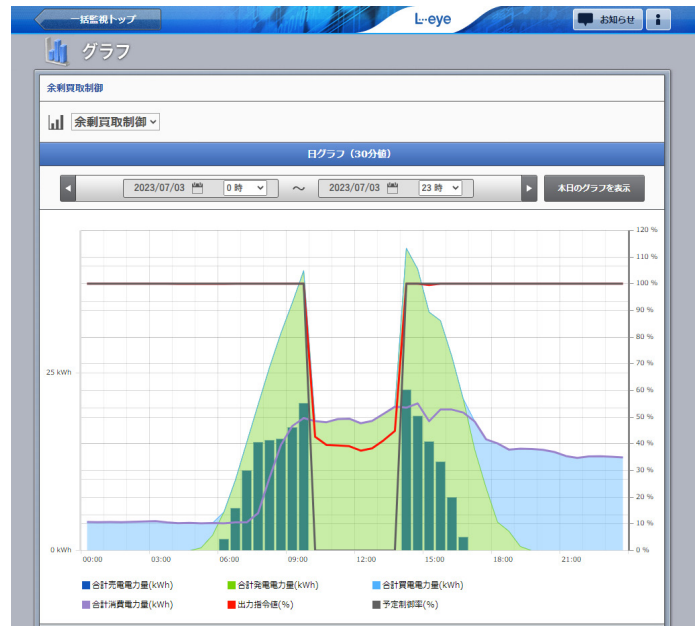 一括監視トップ
L·eye
お知らせ
i
グラフ
余剰買取制御
余剰買取制御
日グラフ（30分値）
2023/07/03 0 時 ～ 2023/07/03 23 時
本日のグラフを表示
120 %
110 %
100 %
90 %
80 %
70 %
25 kWh
60 %
50 %
40 %
30 %
20 %
10 %
0 kWh
0 %
00:00 03:00 06:00 09:00 12:00 15:00 18:00 21:00
合計売電電力量(kWh) 合計発電電力量(kWh) 合計買電電力量(kWh)
合計消費電力量(kWh) 出力指令値(%) 予定制御率(%)